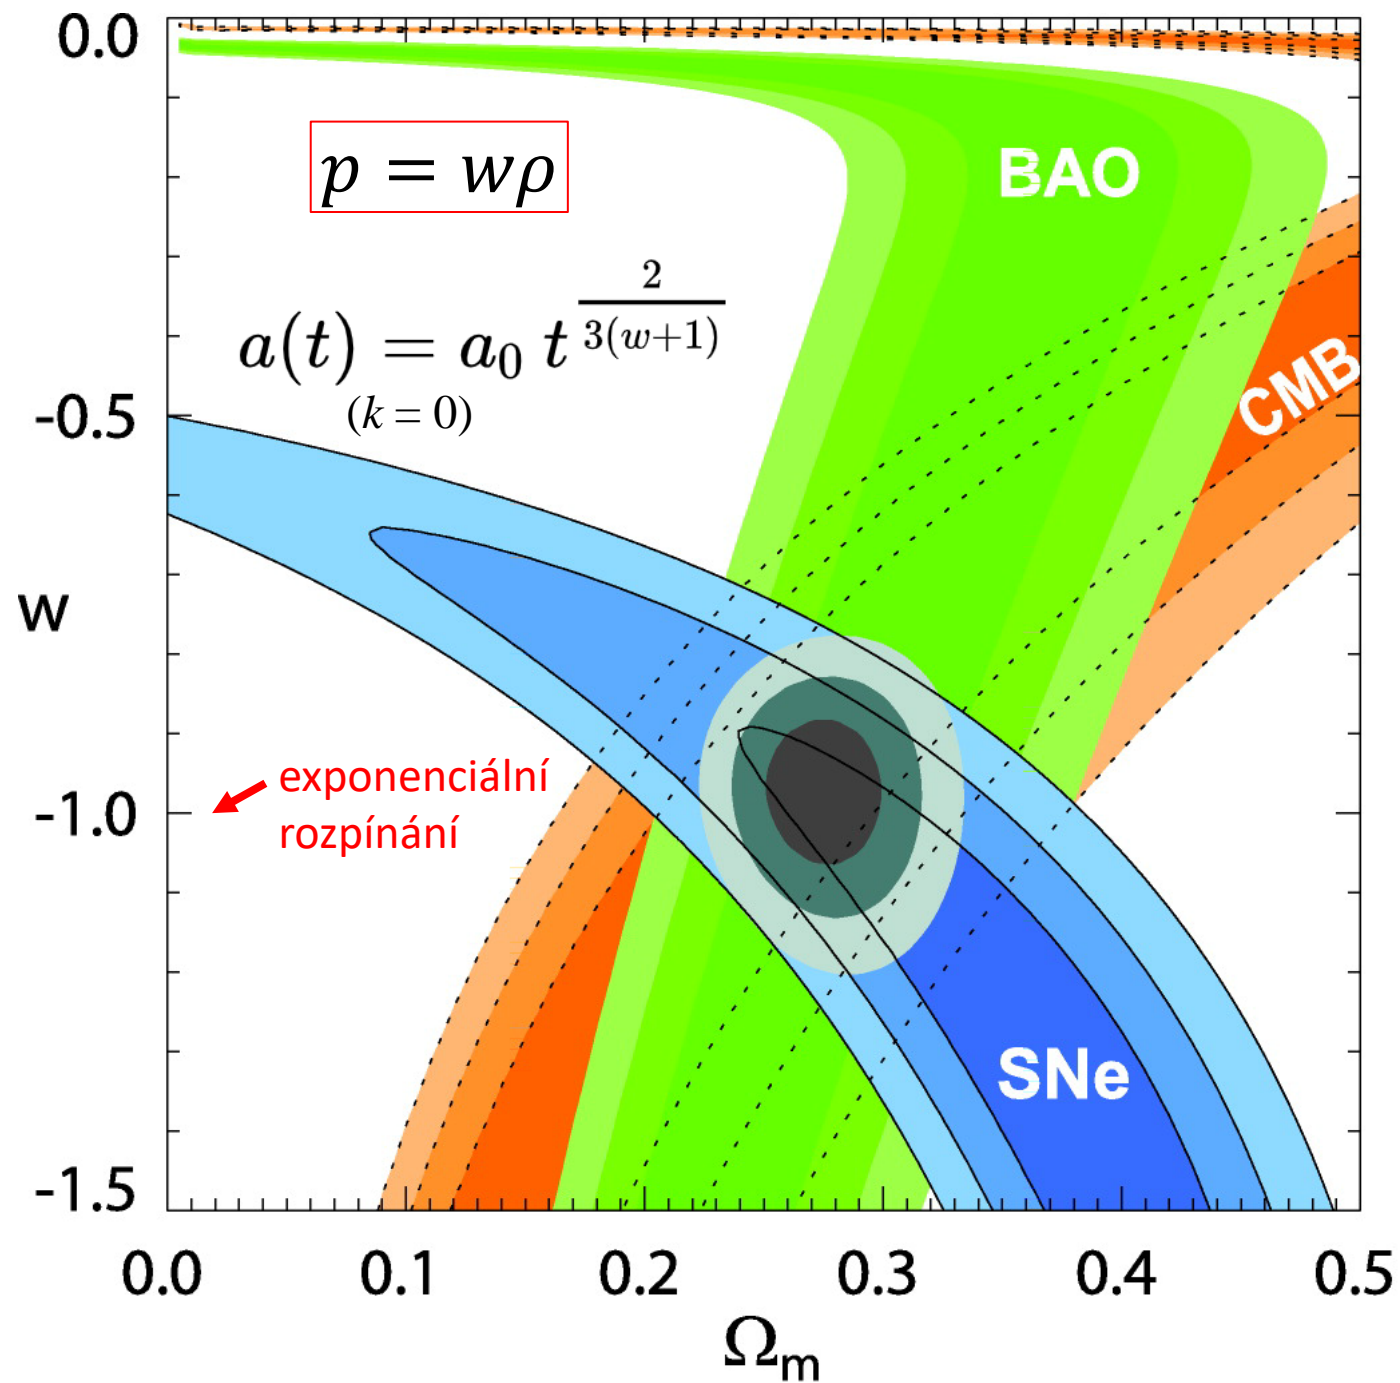 0.0
p = wρ
BAO
a(t) = a₀ t^{2/(3(w+1))}
(k = 0)
CMB
-0.5
w
exponenciální
rozpínání
-1.0
SNe
-1.5
0.0 0.1 0.2 0.3 0.4 0.5
Ωm